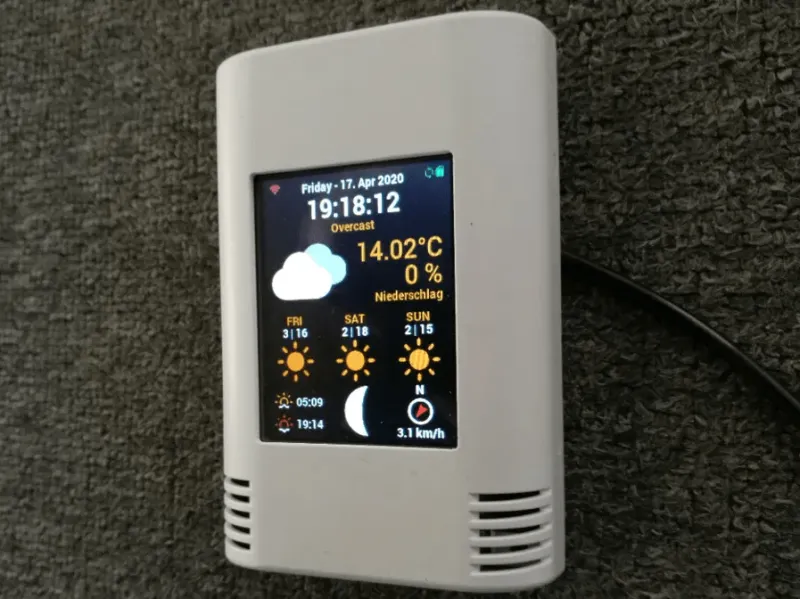 Friday - 17. Apr 2020
19:18:12
Overcast
14.02°C
0 %
Niederschlag
FRI SAT SUN
3|16 2|18 2|15
05:09
N
19:14
3.1 km/h